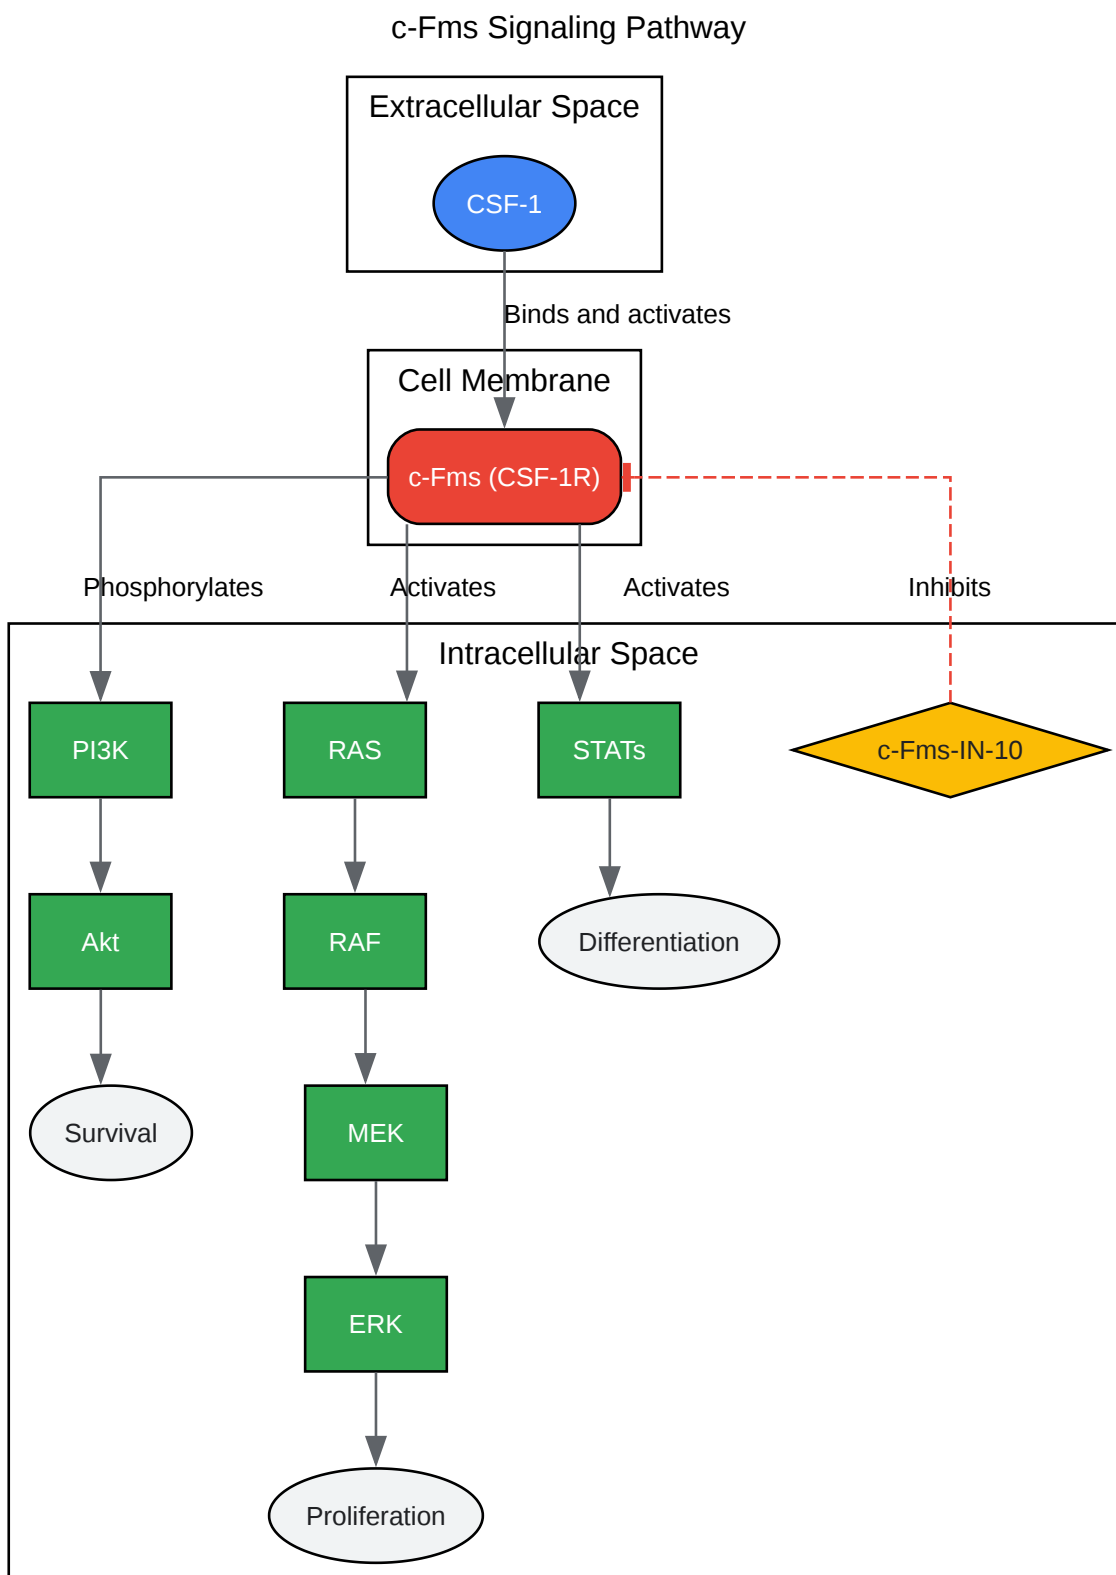 c-Fms Signaling Pathway
Extracellular Space
CSF-1
Binds and activates
Cell Membrane
c-Fms (CSF-1R)
Phosphorylates
Activates
Activates
Inhibits
Intracellular Space
PI3K
RAS
STATs
c-Fms-IN-10
Akt
RAF
Differentiation
Survival
MEK
ERK
Proliferation